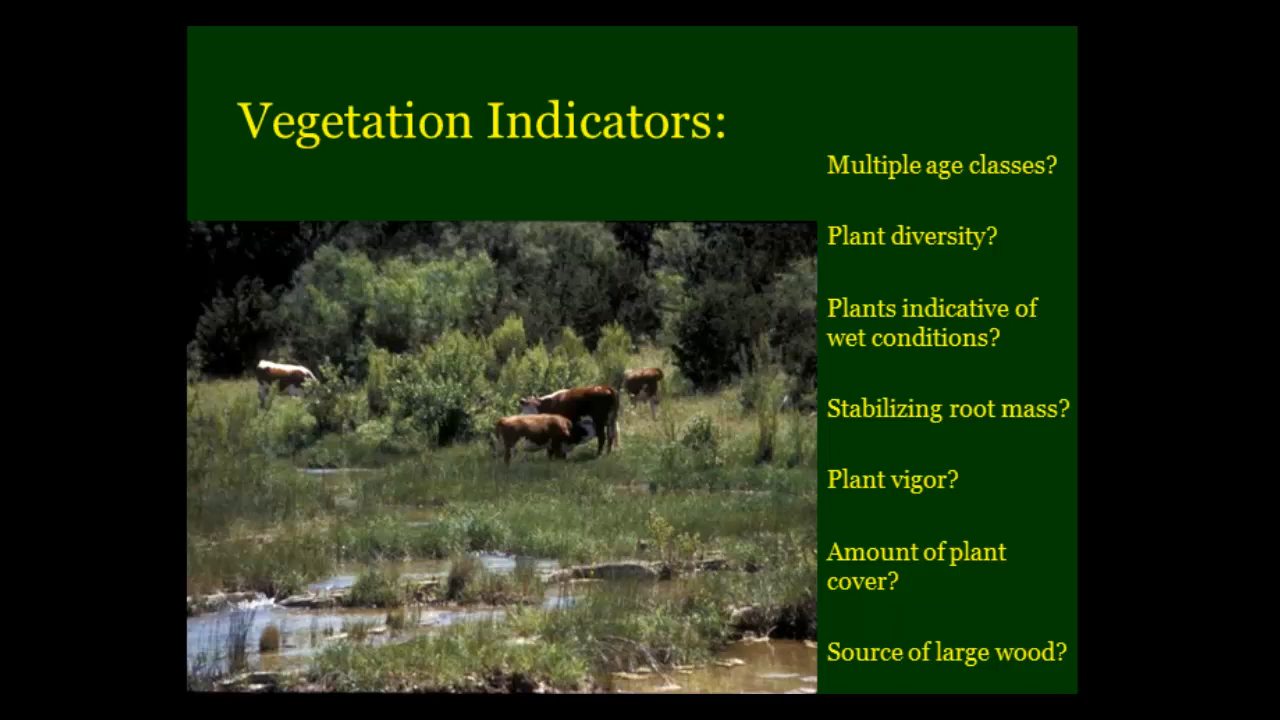 Vegetation Indicators:
Multiple age classes?
Plant diversity?
Plants indicative of
wet conditions?
Stabilizing root mass?
Plant vigor?
Amount of plant
cover?
Source of large wood?